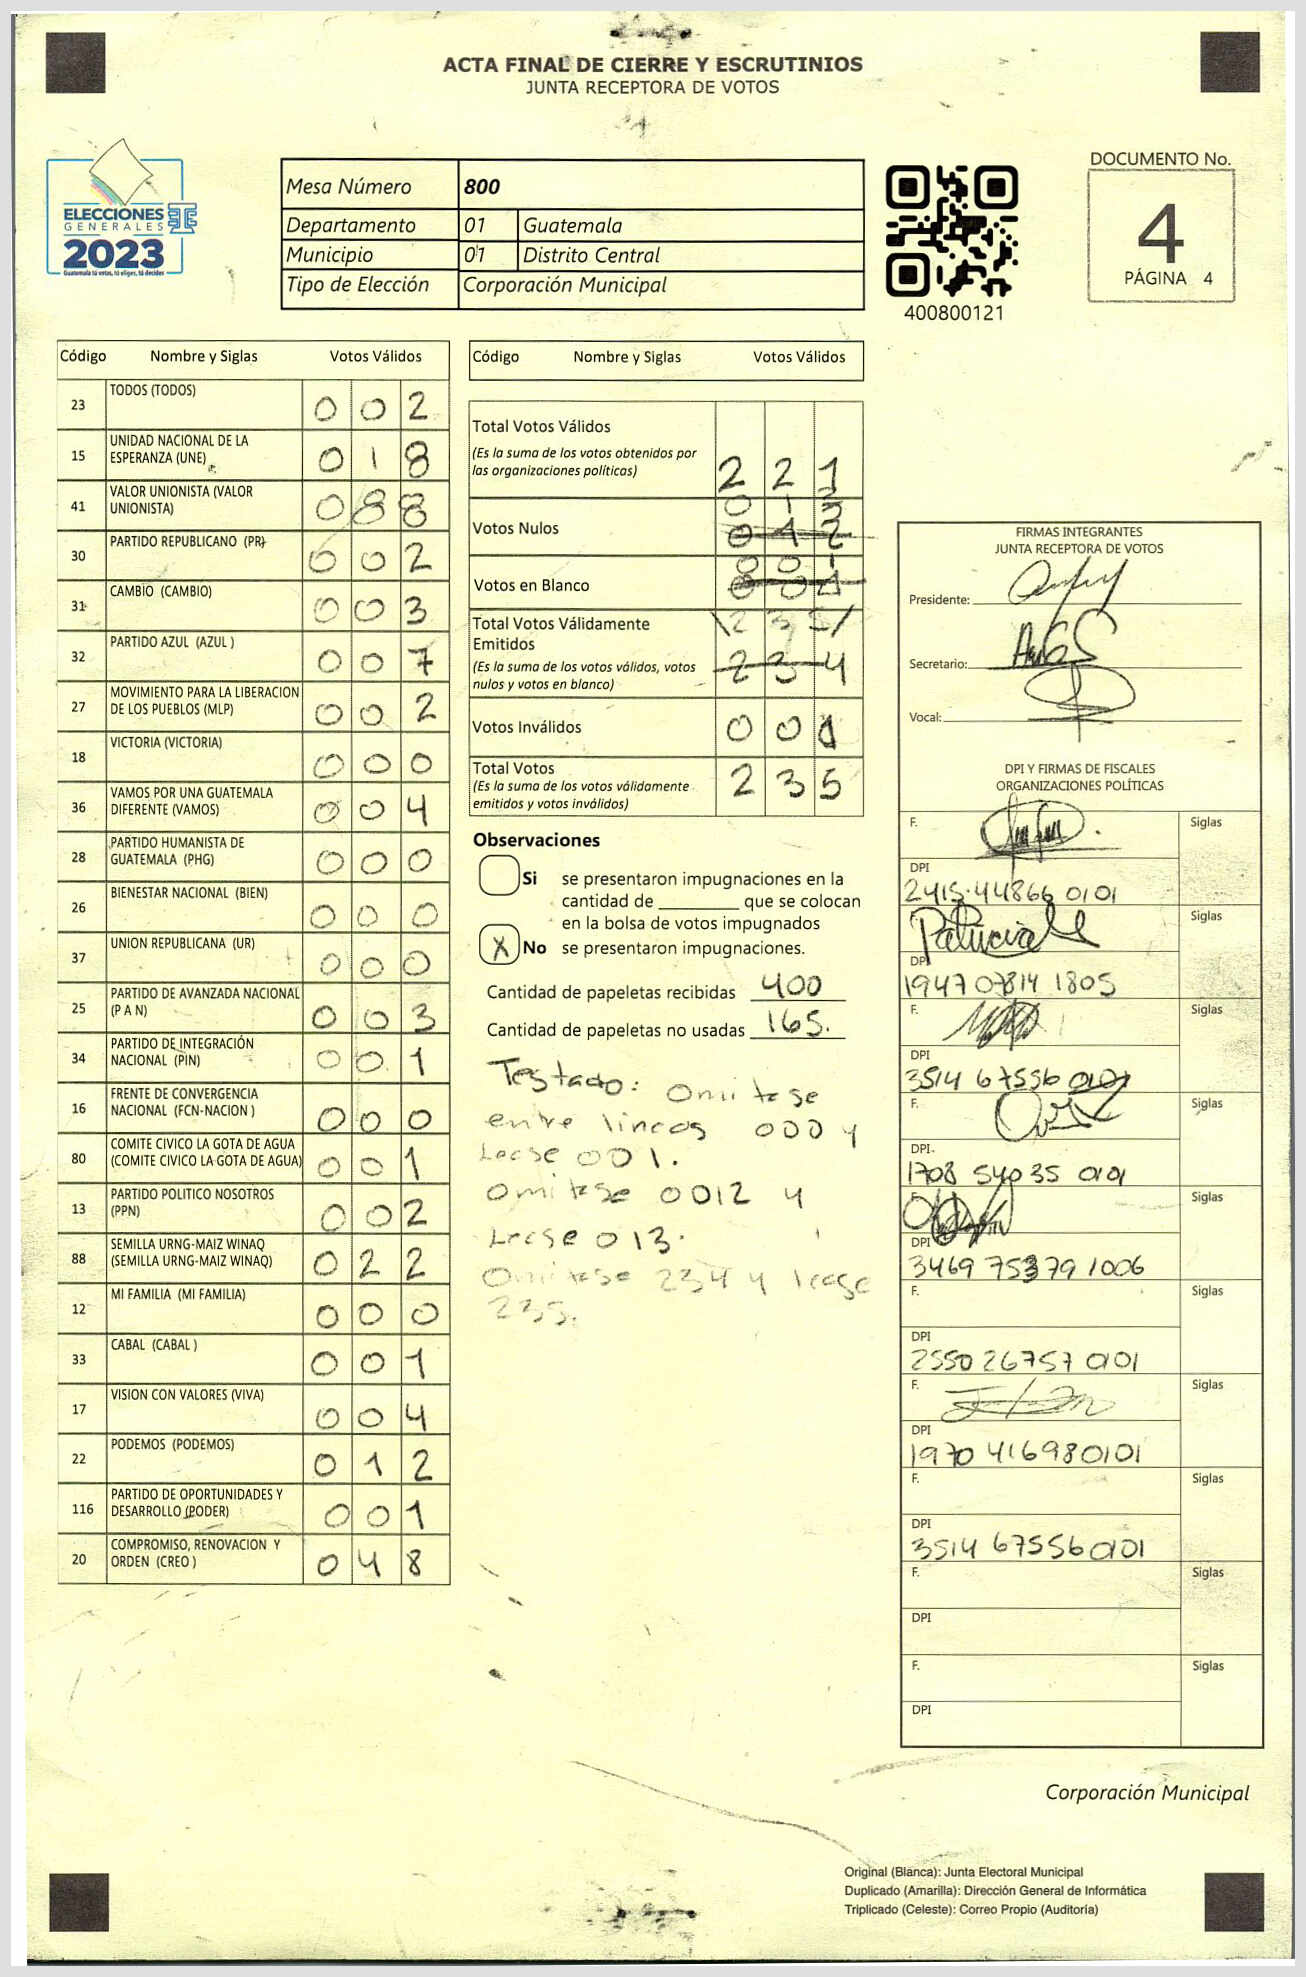 ACTA FINAL DE CIERRE Y ESCRUTINIOS
JUNTA RECEPTORA DE VOTOS
ELECCIONES
GENERALES
2023
Guatemala tú votas, tú eliges, tú decides
Mesa Número 800
Departamento 01 Guatemala
Municipio 01 Distrito Central
Tipo de Elección Corporación Municipal
400800121
DOCUMENTO No.
4
PÁGINA 4
Código Nombre y Siglas Votos Válidos
23 TODOS (TODOS) 0 0 2
15 UNIDAD NACIONAL DE LA ESPERANZA (UNE) 0 1 8
41 VALOR UNIONISTA (VALOR UNIONISTA) 0 8 8
30 PARTIDO REPUBLICANO (PR) 0 0 2
31 CAMBIO (CAMBIO) 0 0 3
32 PARTIDO AZUL (AZUL ) 0 0 7
27 MOVIMIENTO PARA LA LIBERACION DE LOS PUEBLOS (MLP) 0 0 2
18 VICTORIA (VICTORIA) 0 0 0
36 VAMOS POR UNA GUATEMALA DIFERENTE (VAMOS) 0 0 4
28 PARTIDO HUMANISTA DE GUATEMALA (PHG) 0 0 0
26 BIENESTAR NACIONAL (BIEN) 0 0 0
37 UNION REPUBLICANA (UR) 0 0 0
25 PARTIDO DE AVANZADA NACIONAL (P A N) 0 0 3
34 PARTIDO DE INTEGRACIÓN NACIONAL (PIN) 0 0 1
16 FRENTE DE CONVERGENCIA NACIONAL (FCN-NACION ) 0 0 0
80 COMITE CIVICO LA GOTA DE AGUA (COMITE CIVICO LA GOTA DE AGUA) 0 0 1
13 PARTIDO POLITICO NOSOTROS (PPN) 0 0 2
88 SEMILLA URNG-MAIZ WINAQ (SEMILLA URNG-MAIZ WINAQ) 0 2 2
12 MI FAMILIA (MI FAMILIA) 0 0 0
33 CABAL (CABAL ) 0 0 1
17 VISION CON VALORES (VIVA) 0 0 4
22 PODEMOS (PODEMOS) 0 1 2
116 PARTIDO DE OPORTUNIDADES Y DESARROLLO (PODER) 0 0 1
20 COMPROMISO, RENOVACION Y ORDEN (CREO ) 0 4 8
Código Nombre y Siglas Votos Válidos
Total Votos Válidos 2 2 1
(Es la suma de los votos obtenidos por
las organizaciones políticas)
0 1 3
Votos Nulos 0 1 2
0 0 1
Votos en Blanco 0 0 1
Total Votos Válidamente 2 3 5
Emitidos
(Es la suma de los votos válidos, votos 2 3 4
nulos y votos en blanco)
Votos Inválidos 0 0 1
Total Votos 2 3 5
(Es la suma de los votos válidamente
emitidos y votos inválidos)
Observaciones
Si se presentaron impugnaciones en la
cantidad de ________ que se colocan
en la bolsa de votos impugnados
X No se presentaron impugnaciones.
Cantidad de papeletas recibidas 400
Cantidad de papeletas no usadas 165.
Testado: Omitase
entre lineas 000 y
Lease 001.
Omitase 0012 y
Lease 013.
Omitase 234 y lease
235.
FIRMAS INTEGRANTES
JUNTA RECEPTORA DE VOTOS
Presidente:
Secretario:
Vocal:
DPI Y FIRMAS DE FISCALES
ORGANIZACIONES POLÍTICAS
F. Siglas
DPI
2415 44866 0101
F. Siglas
DPI
1947 07814 1805
F. Siglas
DPI
3514 67556 0101
F. Siglas
DPI
1708 54035 0101
F. Siglas
DPI
3469 75379 1006
F. Siglas
DPI
2550 26757 0101
F. Siglas
DPI
1970 41698 0101
F. Siglas
DPI
3514 67556 0101
F. Siglas
DPI
F. Siglas
DPI
Corporación Municipal
Original (Blanca): Junta Electoral Municipal
Duplicado (Amarilla): Dirección General de Informática
Triplicado (Celeste): Correo Propio (Auditoría)